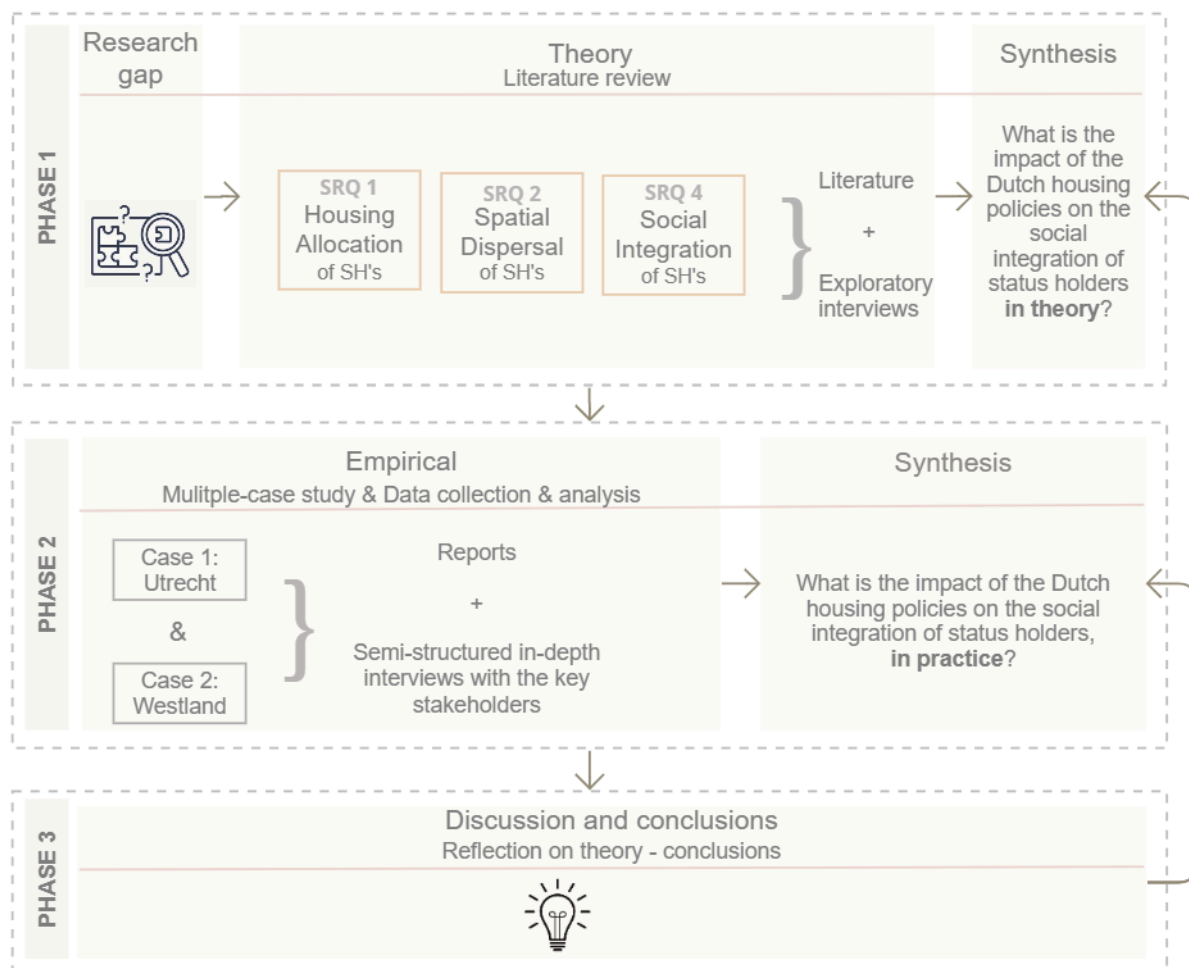 PHASE 1
Research
gap
?
?
Theory
Literature review
SRQ 1
Housing
Allocation
of SH's
SRQ 2
Spatial
Dispersal
of SH's
SRQ 4
Social
Integration
of SH's
}
Literature
+
Exploratory
interviews
Synthesis
What is the
impact of the
Dutch housing
policies on the
social
integration of
status holders
in theory?
PHASE 2
Empirical
Mulitple-case study & Data collection & analysis
Case 1:
Utrecht
&
Case 2:
Westland
}
Reports
+
Semi-structured in-depth
interviews with the key
stakeholders
Synthesis
What is the impact of the Dutch
housing policies on the social
integration of status holders,
in practice?
PHASE 3
Discussion and conclusions
Reflection on theory - conclusions